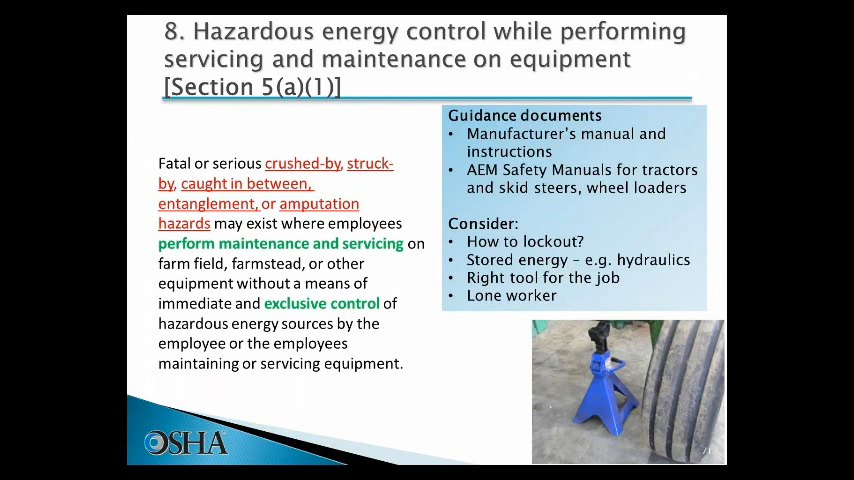 8. Hazardous energy control while performing
servicing and maintenance on equipment
[Section 5(a)(1)]
Fatal or serious crushed-by, struck-
by, caught in between,
entanglement, or amputation
hazards may exist where employees
perform maintenance and servicing on
farm field, farmstead, or other
equipment without a means of
immediate and exclusive control of
hazardous energy sources by the
employee or the employees
maintaining or servicing equipment.
Guidance documents
• Manufacturer's manual and
instructions
• AEM Safety Manuals for tractors
and skid steers, wheel loaders
Consider:
• How to lockout?
• Stored energy – e.g. hydraulics
• Right tool for the job
• Lone worker
OSHA